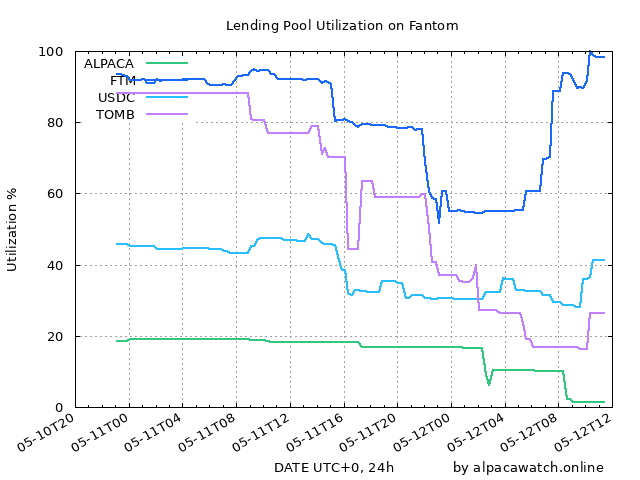 Lending Pool Utilization on Fantom
100
80
60
40
20
0
Utilization %
ALPACA
FTM
USDC
TOMB
05-10T20
05-11T00
05-11T04
05-11T08
05-11T12
05-11T16
05-11T20
05-12T00
05-12T04
05-12T08
05-12T12
DATE UTC+0, 24h
by alpacawatch.online